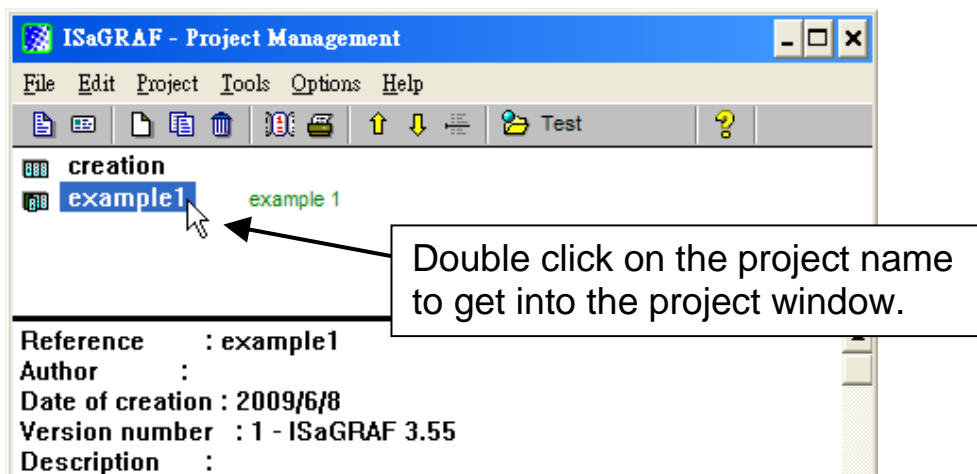 ISaGRAF - Project Management
File Edit Project Tools Options Help
Test
creation
example1 example 1
Double click on the project name
to get into the project window.
Reference : example1
Author :
Date of creation : 2009/6/8
Version number : 1 - ISaGRAF 3.55
Description :